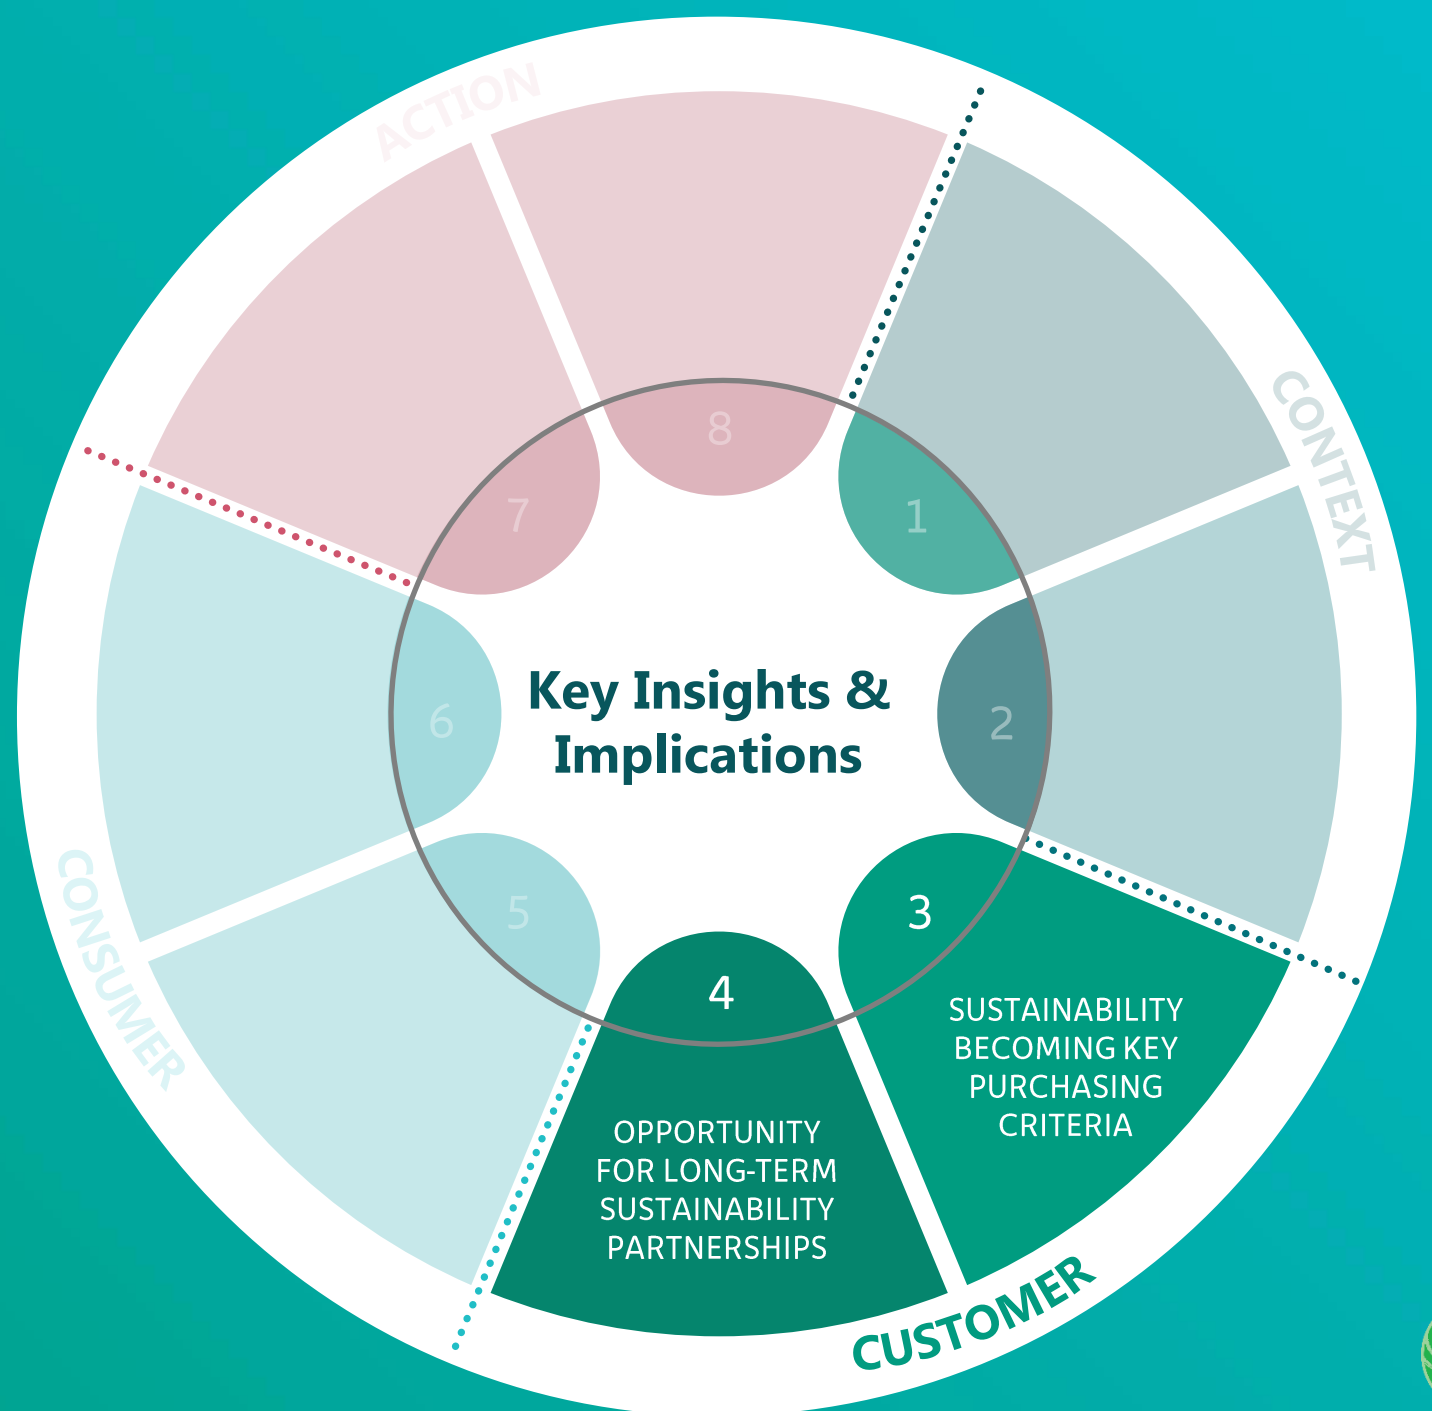 ACTION
CONTEXT
CONSUMER
CUSTOMER
Key Insights &
Implications
1
2
3
SUSTAINABILITY
BECOMING KEY
PURCHASING
CRITERIA
4
OPPORTUNITY
FOR LONG-TERM
SUSTAINABILITY
PARTNERSHIPS
5
6
7
8